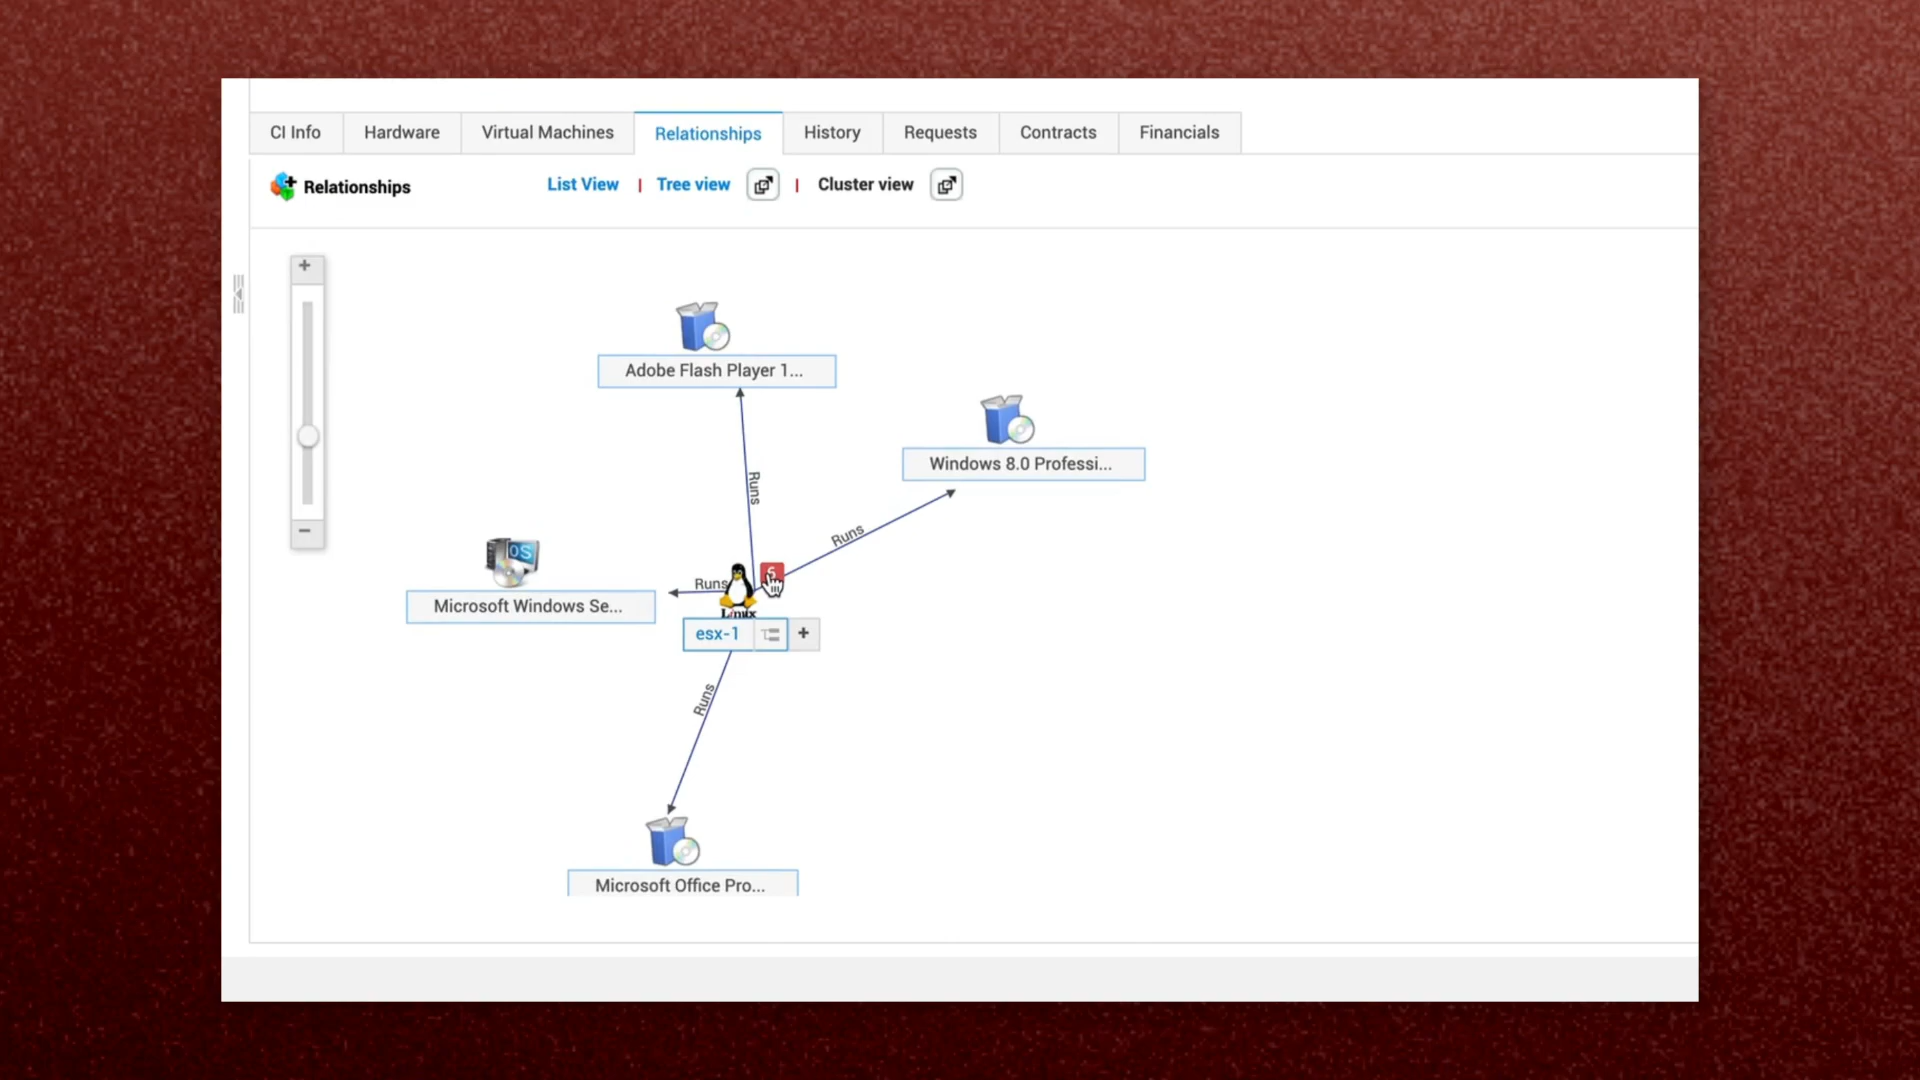 CI Info Hardware Virtual Machines Relationships History Requests Contracts Financials
Relationships List View | Tree view | Cluster view
+
Adobe Flash Player 1...
Windows 8.0 Professi...
Runs
Runs
−
OS
Runs
Linux
Microsoft Windows Se...
esx-1 +
Runs
Microsoft Office Pro...